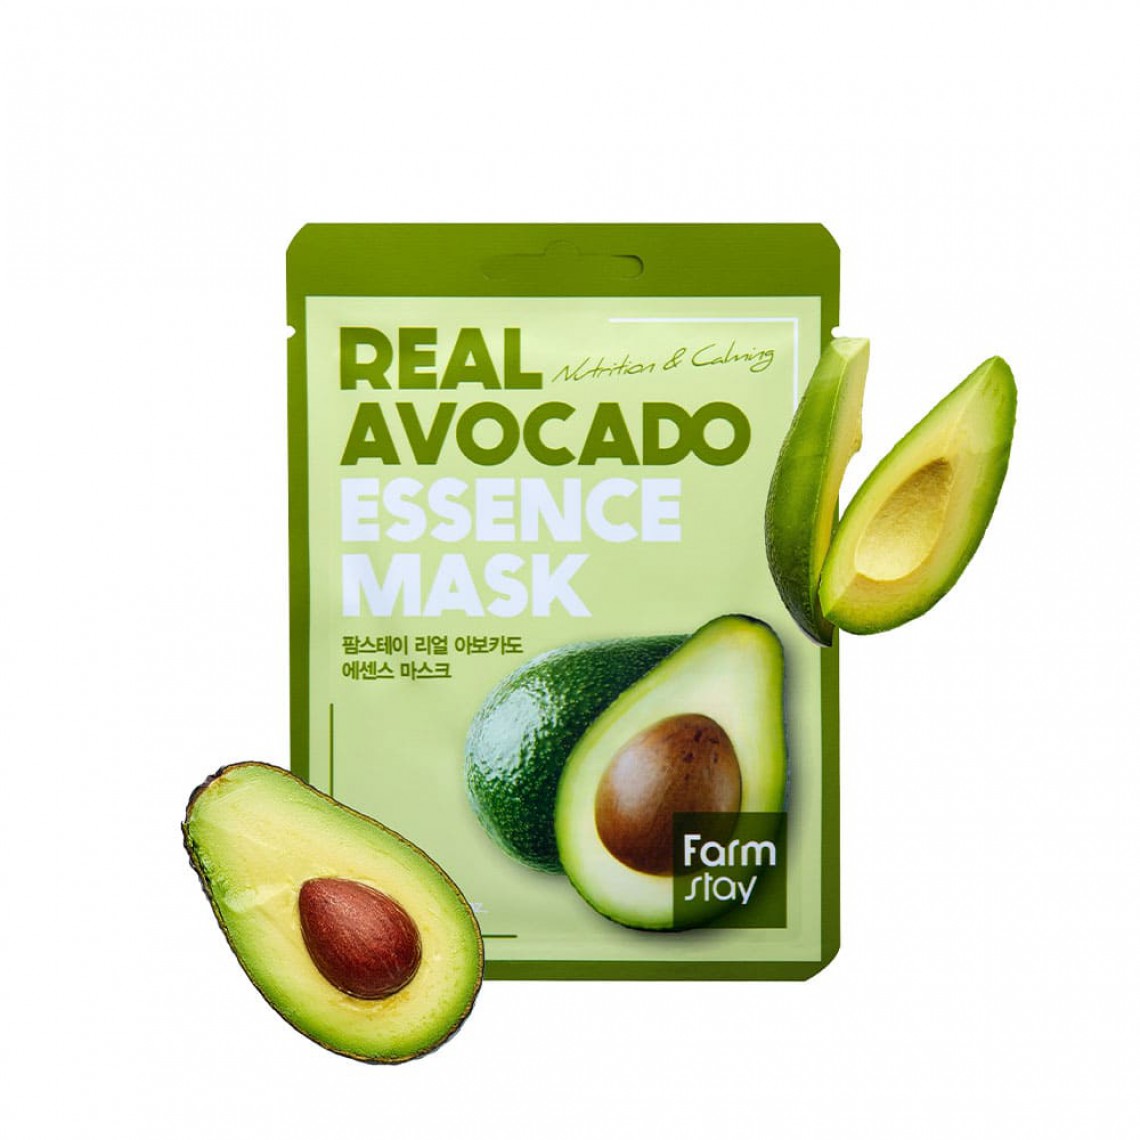 REAL
Nutrition & Calming
AVOCADO
ESSENCE
MASK
팜스테이 리얼 아보카도
에센스 마스크
Farm
stay